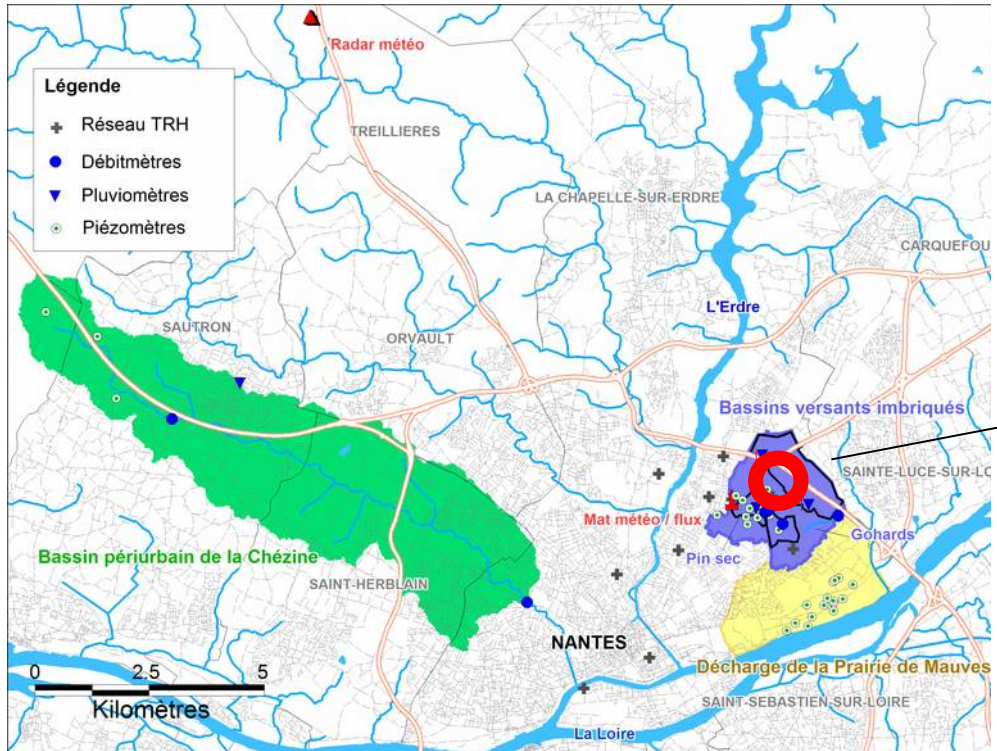 Radar météo
Légende
Réseau TRH
Débitmètres
Pluviomètres
Piézomètres
TREILLIERES
LA CHAPELLE-SUR-ERDRE
CARQUEFOU
L'Erdre
SAUTRON
ORVAULT
Bassins versants imbriqués
SAINTE-LUCE-SUR-LO
Mat météo / flux
Gohards
Pin sec
Bassin périurbain de la Chézine
SAINT-HERBLAIN
NANTES
0 2.5 5
Kilomètres
Décharge de la Prairie de Mauves
SAINT-SEBASTIEN-SUR-LOIRE
La Loire